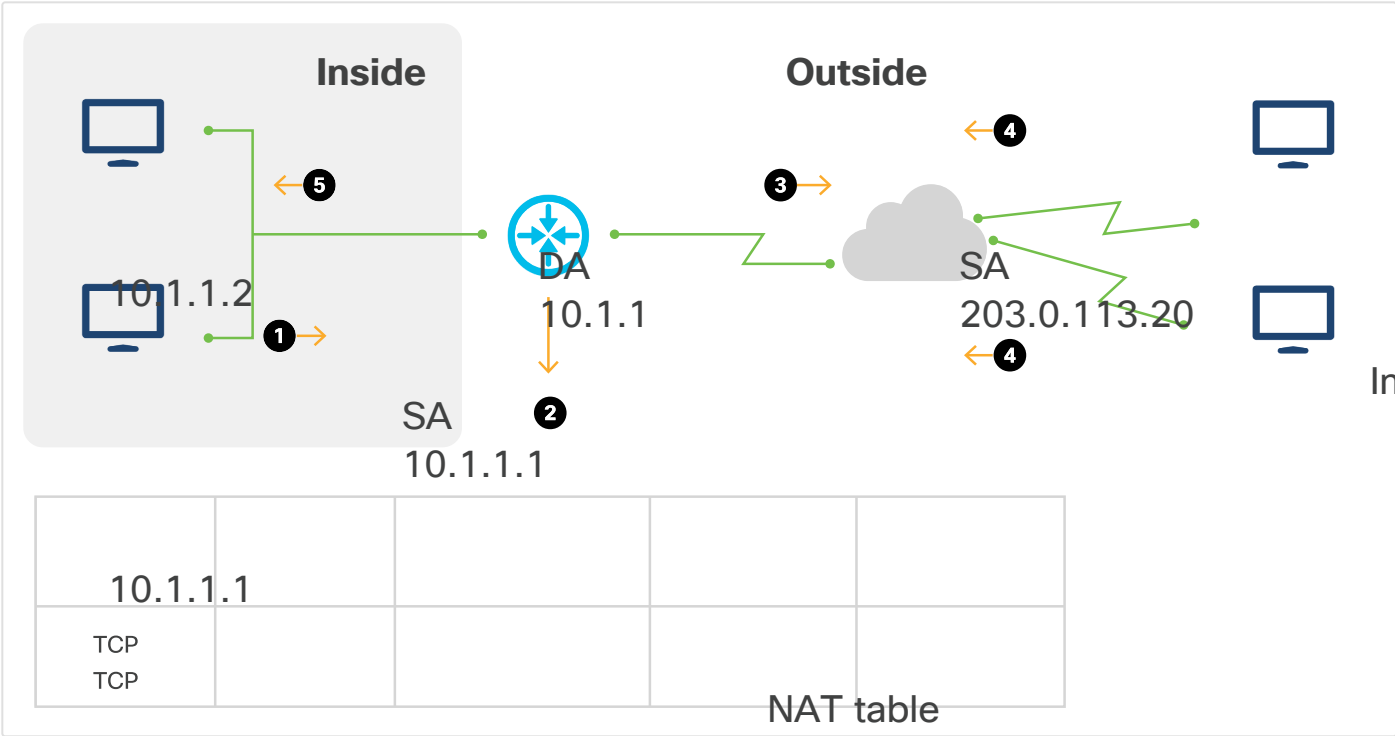 Inside
Outside
4
5
3
10.1.1.2
DA
10.1.1
SA
203.0.113.20
1
4
In
SA
10.1.1.1
2
10.1.1.1
TCP
TCP
NAT table